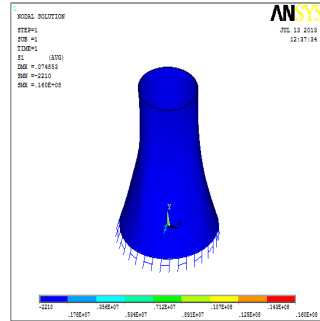 1
ANSYS
NODAL SOLUTION
JUL 13 2013
12:37:34
STEP=1
SUB =1
TIME=1
S1 (AVG)
DMX =.074853
SMN =-2210
SMX =.160E+08
Y
-2210 .356E+07 .712E+07 .107E+08 .142E+08
.178E+07 .534E+07 .891E+07 .125E+08 .160E+08